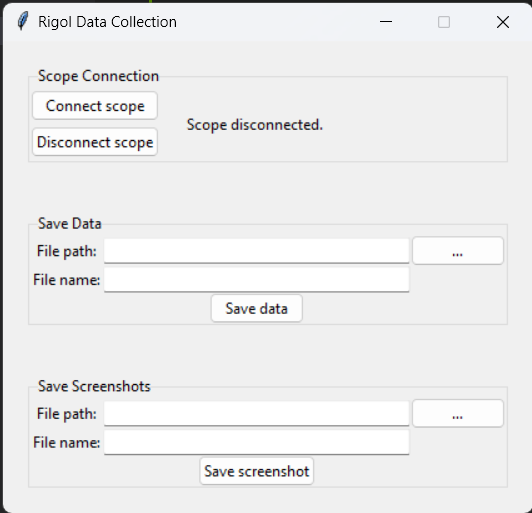 Rigol Data Collection
Scope Connection
Connect scope
Scope disconnected.
Disconnect scope
Save Data
File path:
...
File name:
Save data
Save Screenshots
File path:
...
File name:
Save screenshot